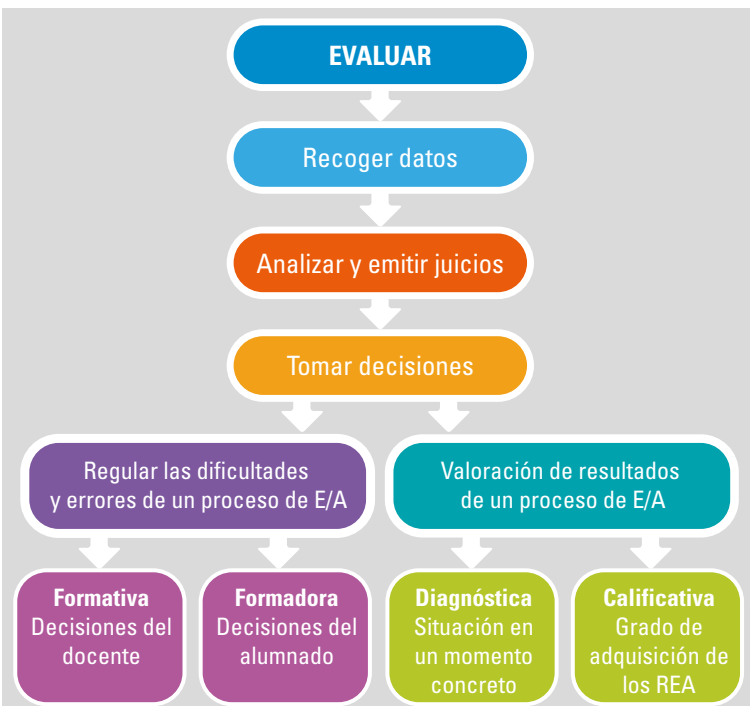 EVALUAR
Recoger datos
Analizar y emitir juicios
Tomar decisiones
Regular las dificultades
y errores de un proceso de E/A
Valoración de resultados
de un proceso de E/A
Formativa
Decisiones del
docente
Formadora
Decisiones del
alumnado
Diagnóstica
Situación en
un momento
concreto
Calificativa
Grado de
adquisición de
los REA